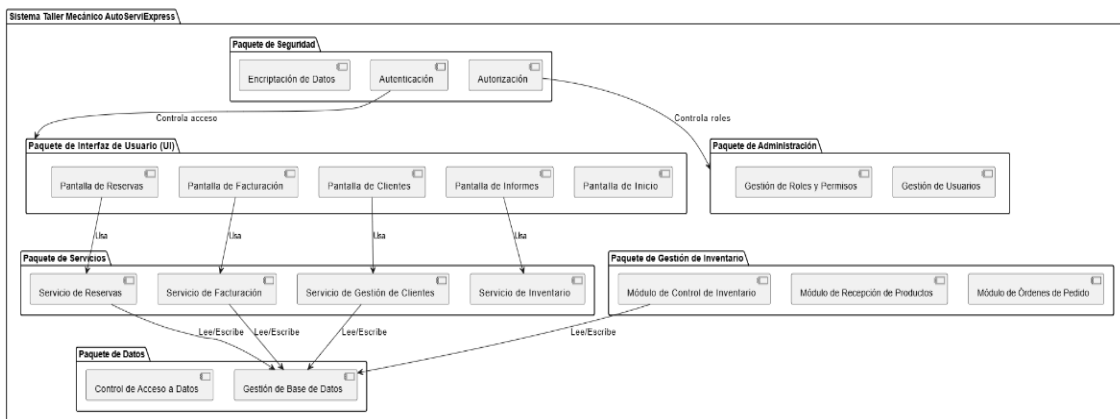 Sistema Taller Mecánico AutoServiExpress
Paquete de Seguridad
Encriptación de Datos
Autenticación
Autorización
Controla acceso
Controla roles
Paquete de Interfaz de Usuario (UI)
Pantalla de Reservas
Pantalla de Facturación
Pantalla de Clientes
Pantalla de Informes
Pantalla de Inicio
Paquete de Administración
Gestión de Roles y Permisos
Gestión de Usuarios
Usa
Usa
Usa
Usa
Paquete de Servicios
Servicio de Reservas
Servicio de Facturación
Servicio de Gestión de Clientes
Servicio de Inventario
Paquete de Gestión de Inventario
Módulo de Control de Inventario
Módulo de Recepción de Productos
Módulo de Órdenes de Pedido
Lee/Escribe
Lee/Escribe
Lee/Escribe
Lee/Escribe
Paquete de Datos
Control de Acceso a Datos
Gestión de Base de Datos